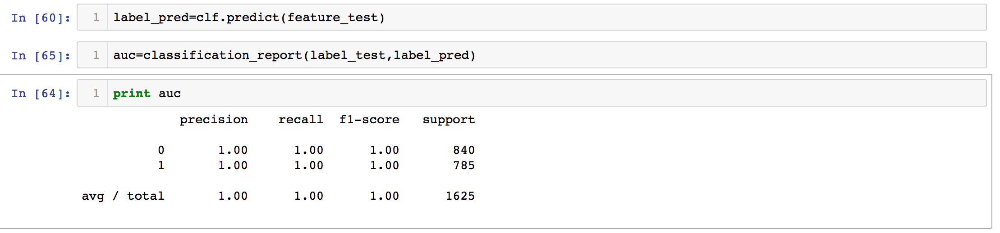 In [60]: 1 label_pred=clf.predict(feature_test)
In [65]: 1 auc=classification_report(label_test,label_pred)
In [64]: 1 print auc
precision recall f1-score support
0 1.00 1.00 1.00 840
1 1.00 1.00 1.00 785
avg / total 1.00 1.00 1.00 1625